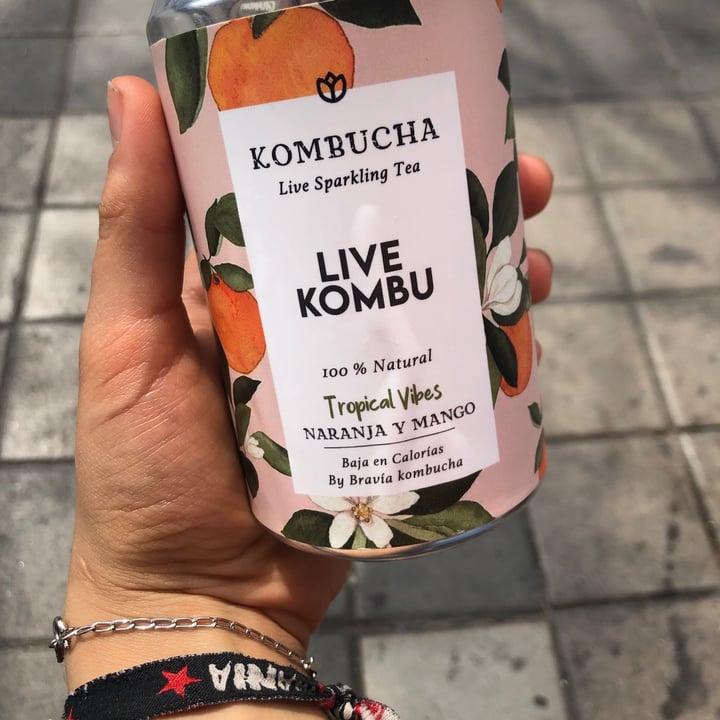 KOMBUCHA
Live Sparkling Tea
LIVE
KOMBU
100 % Natural
Tropical Vibes
NARANJA Y MANGO
Baja en Calorías
By Bravía kombucha